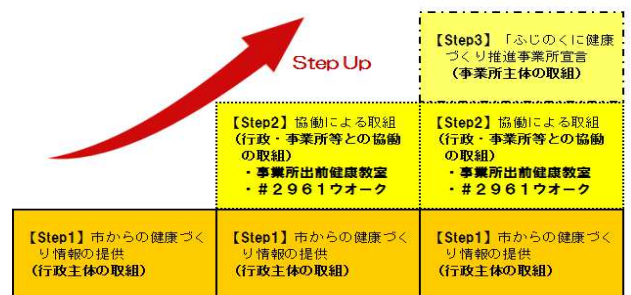 【Step3】「ふじのくに健康
づくり推進事業所宣言
(事業所主体の取組)
Step Up
【Step2】協働による取組
(行政・事業所等との協働
の取組)
・事業所出前健康教室
・#2961ウオーク
【Step2】協働による取組
(行政・事業所等との協働
の取組)
・事業所出前健康教室
・#2961ウオーク
【Step1】市からの健康づく
り情報の提供
(行政主体の取組)
【Step1】市からの健康づく
り情報の提供
(行政主体の取組)
【Step1】市からの健康づく
り情報の提供
(行政主体の取組)